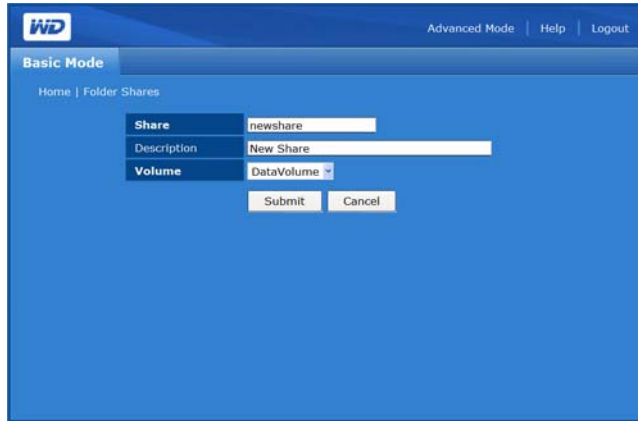 WD
Advanced Mode | Help | Logout
Basic Mode
Home | Folder Shares
Share newshare
Description New Share
Volume DataVolume
Submit Cancel